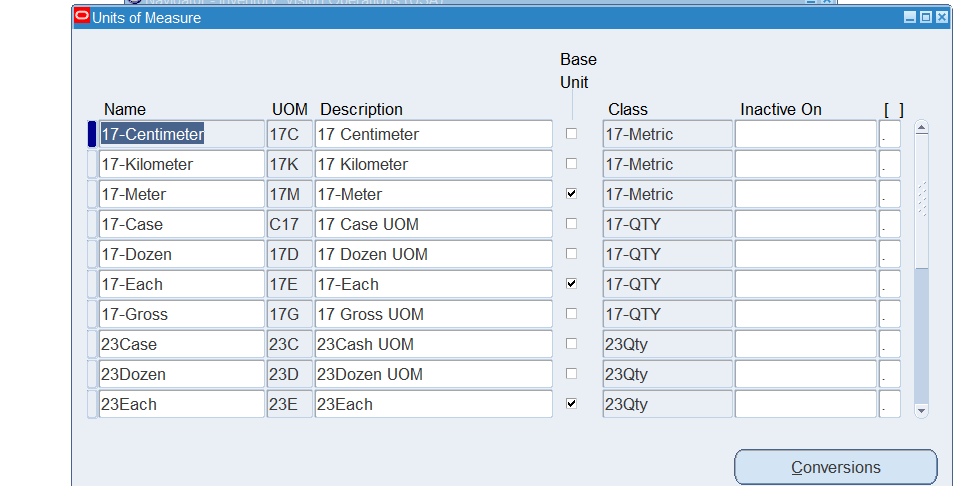 Units of Measure
Base
Unit
Name UOM Description Class Inactive On [ ]
17-Centimeter 17C 17 Centimeter 17-Metric .
17-Kilometer 17K 17 Kilometer 17-Metric .
17-Meter 17M 17-Meter 17-Metric .
17-Case C17 17 Case UOM 17-QTY .
17-Dozen 17D 17 Dozen UOM 17-QTY .
17-Each 17E 17-Each 17-QTY .
17-Gross 17G 17 Gross UOM 17-QTY .
23Case 23C 23Cash UOM 23Qty .
23Dozen 23D 23Dozen UOM 23Qty .
23Each 23E 23Each 23Qty .
Conversions